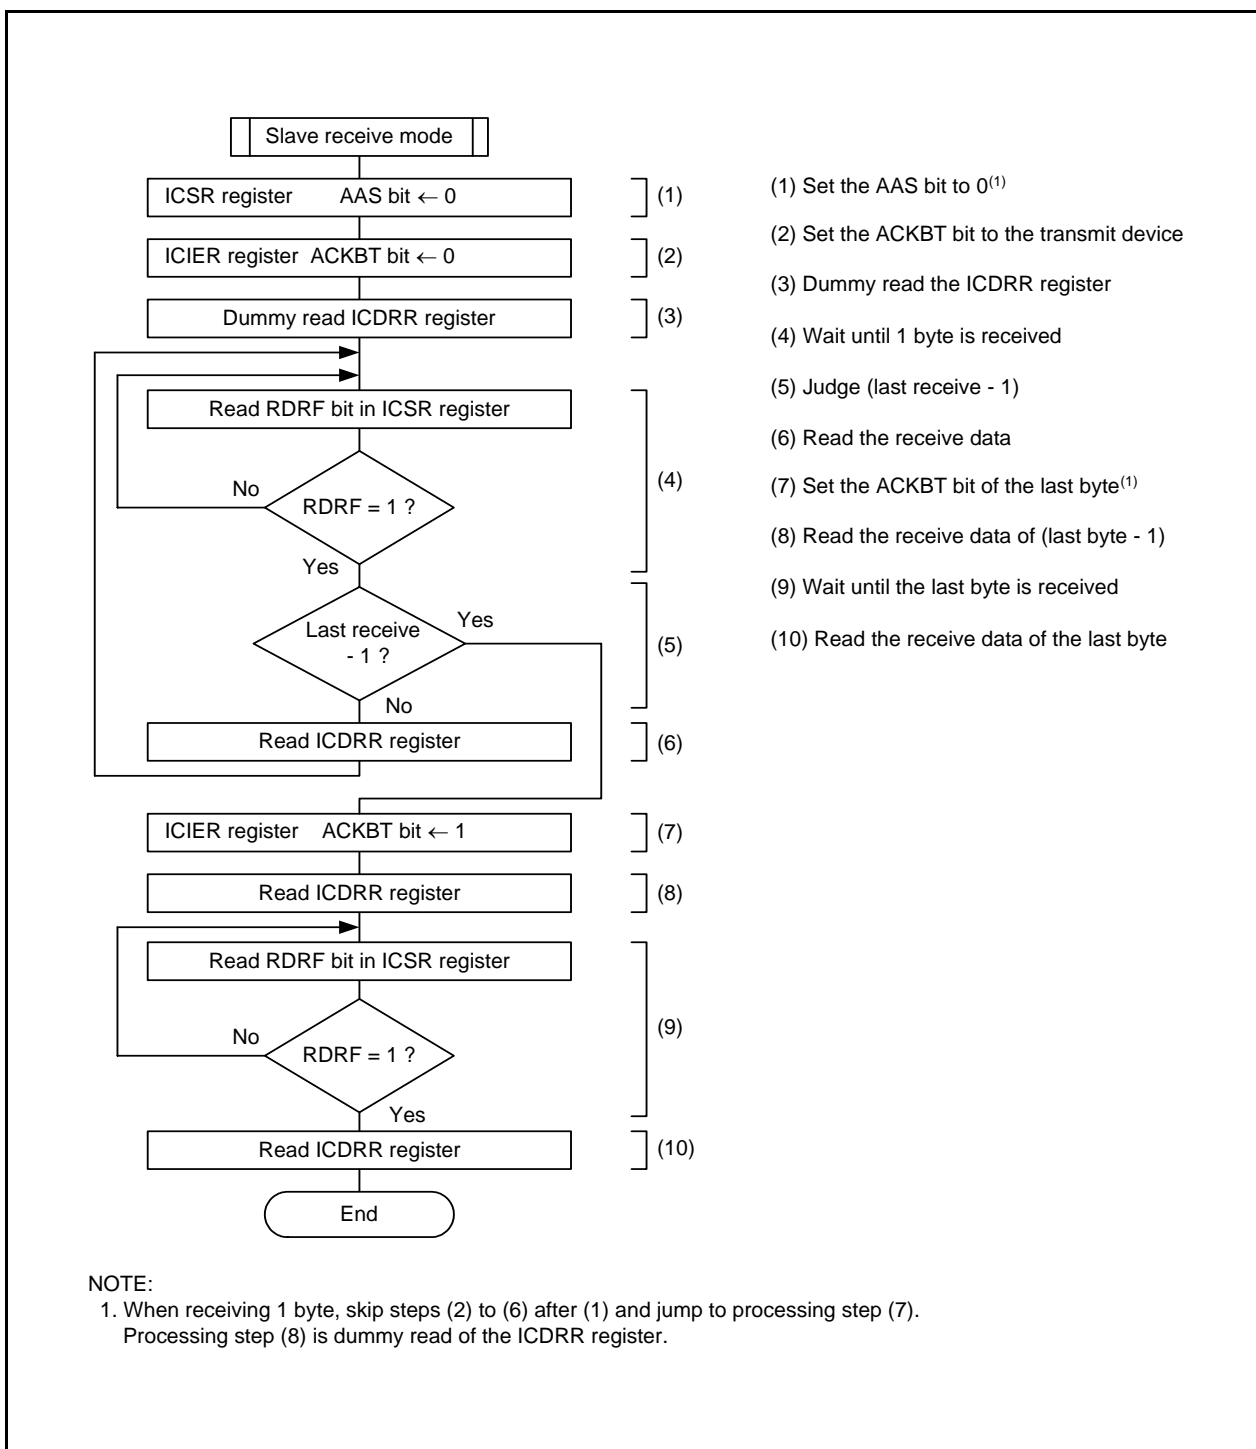 Slave receive mode
ICSR register AAS bit ← 0 (1)
ICIER register ACKBT bit ← 0 (2)
Dummy read ICDRR register (3)
Read RDRF bit in ICSR register
No
RDRF = 1 ?
(4)
Yes
Last receive
- 1 ?
Yes
(5)
No
Read ICDRR register (6)
ICIER register ACKBT bit ← 1 (7)
Read ICDRR register (8)
Read RDRF bit in ICSR register
No
RDRF = 1 ?
(9)
Yes
Read ICDRR register (10)
End
(1) Set the AAS bit to 0(1)
(2) Set the ACKBT bit to the transmit device
(3) Dummy read the ICDRR register
(4) Wait until 1 byte is received
(5) Judge (last receive - 1)
(6) Read the receive data
(7) Set the ACKBT bit of the last byte(1)
(8) Read the receive data of (last byte - 1)
(9) Wait until the last byte is received
(10) Read the receive data of the last byte
NOTE:
1. When receiving 1 byte, skip steps (2) to (6) after (1) and jump to processing step (7).
Processing step (8) is dummy read of the ICDRR register.